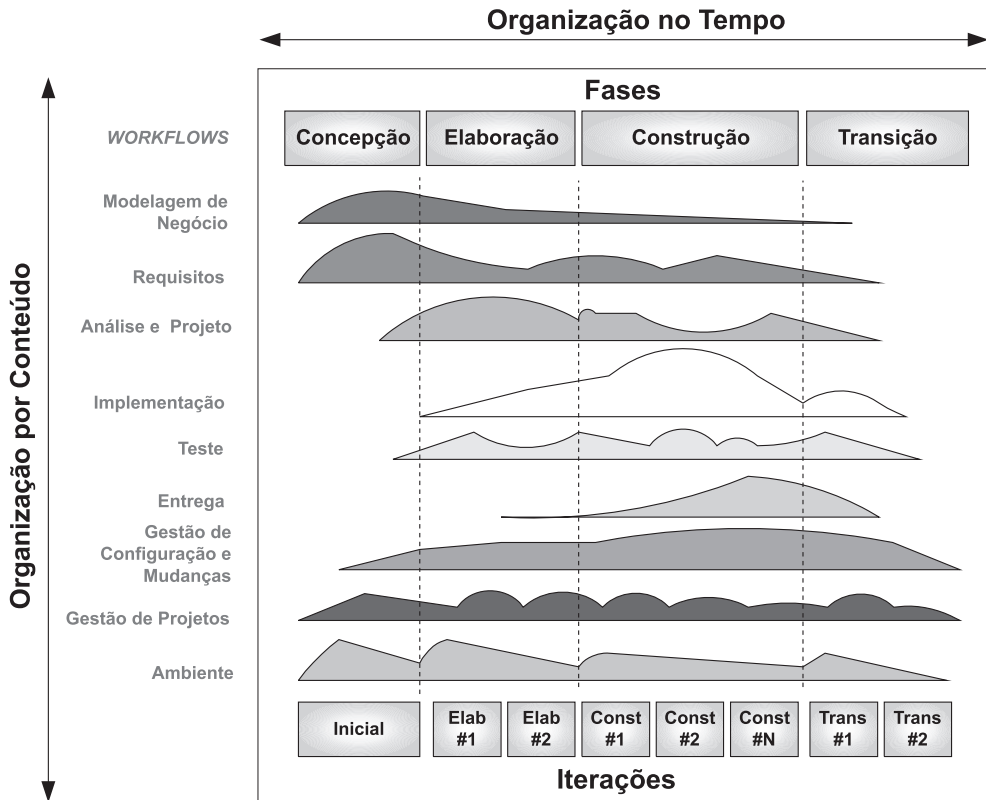 Organização no Tempo
Organização por Conteúdo
Fases
WORKFLOWS
Concepção
Elaboração
Construção
Transição
Modelagem de
Negócio
Requisitos
Análise e Projeto
Implementação
Teste
Entrega
Gestão de
Configuração e
Mudanças
Gestão de Projetos
Ambiente
Inicial
Elab
#1
Elab
#2
Const
#1
Const
#2
Const
#N
Trans
#1
Trans
#2
Iterações